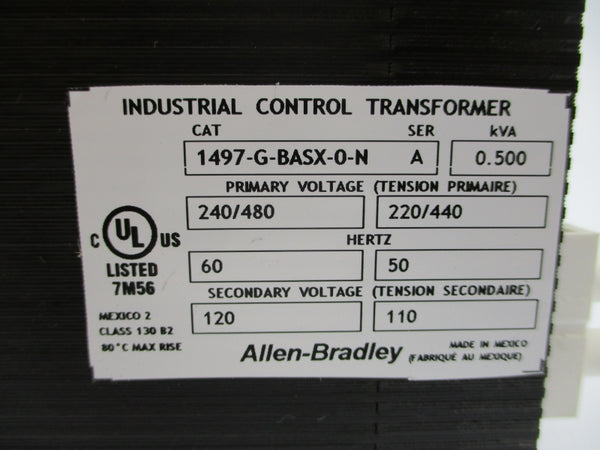 INDUSTRIAL CONTROL TRANSFORMER
CAT SER kVA
1497-G-BASX-0-N A 0.500
PRIMARY VOLTAGE (TENSION PRIMAIRE)
240/480 220/440
HERTZ
60 50
SECONDARY VOLTAGE (TENSION SECONDAIRE)
120 110
C UL US
LISTED
7M56
MEXICO 2
CLASS 130 B2
80°C MAX RISE
Allen-Bradley
MADE IN MEXICO
(FABRIQUÉ AU MEXIQUE)